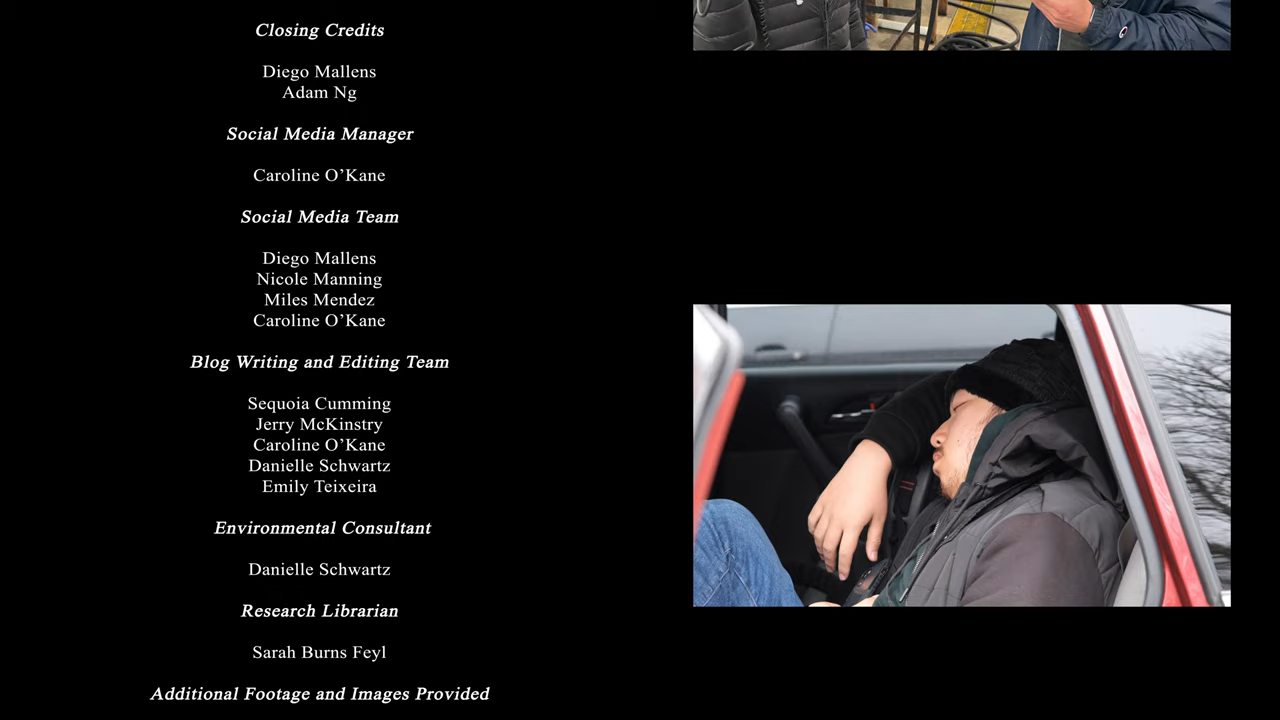 Closing Credits
Diego Mallens
Adam Ng
Social Media Manager
Caroline O’Kane
Social Media Team
Diego Mallens
Nicole Manning
Miles Mendez
Caroline O’Kane
Blog Writing and Editing Team
Sequoia Cumming
Jerry McKinstry
Caroline O’Kane
Danielle Schwartz
Emily Teixeira
Environmental Consultant
Danielle Schwartz
Research Librarian
Sarah Burns Feyl
Additional Footage and Images Provided